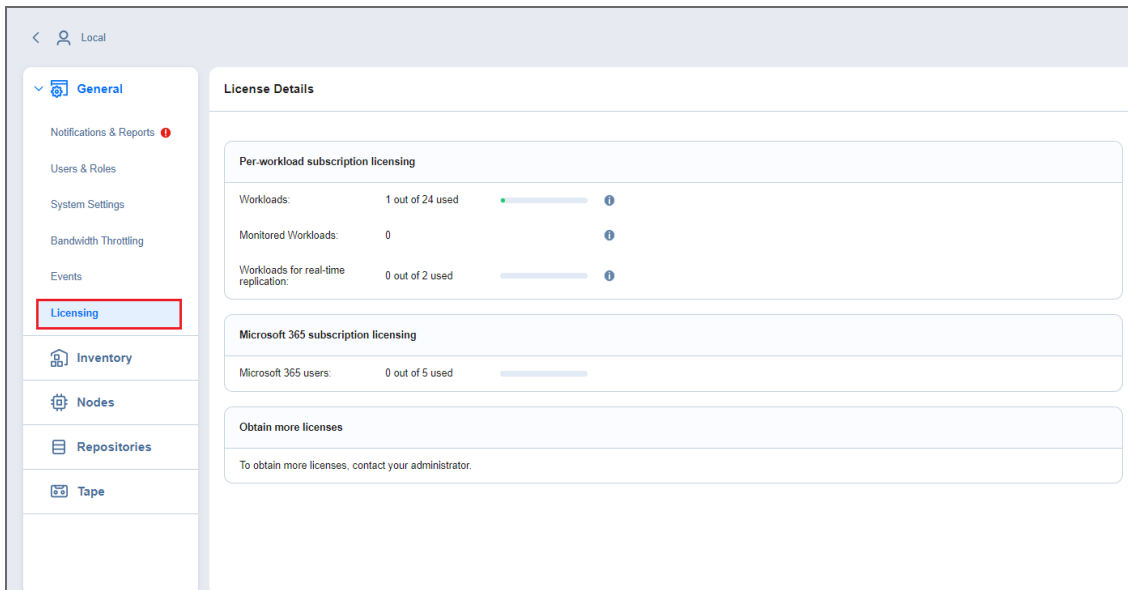 Local
General
Notifications & Reports
Users & Roles
System Settings
Bandwidth Throttling
Events
Licensing
Inventory
Nodes
Repositories
Tape
License Details
Per-workload subscription licensing
Workloads: 1 out of 24 used
Monitored Workloads: 0
Workloads for real-time
replication: 0 out of 2 used
Microsoft 365 subscription licensing
Microsoft 365 users: 0 out of 5 used
Obtain more licenses
To obtain more licenses, contact your administrator.